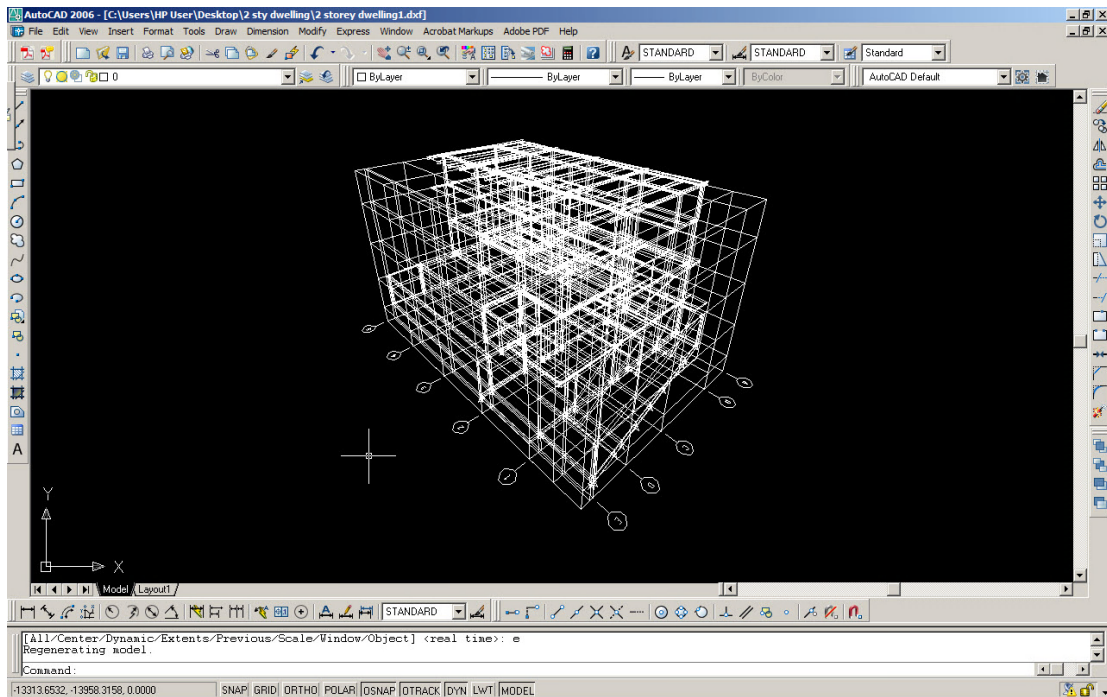 AutoCAD 2006 - [C:\Users\HP User\Desktop\2 sty dwelling\2 storey dwelling1.dxf]
File Edit View Insert Format Tools Draw Dimension Modify Express Window Acrobat Markups Adobe PDF Help
STANDARD STANDARD Standard
0 ByLayer ByLayer ByLayer ByColor AutoCAD Default
A
Y
X
Model Layout1
STANDARD
[All/Center/Dynamic/Extents/Previous/Scale/Window/Object] <real time>: e
Regenerating model.
Command:
-13313.6532, -13958.3158, 0.0000 SNAP GRID ORTHO POLAR OSNAP OTRACK DYN LWT MODEL